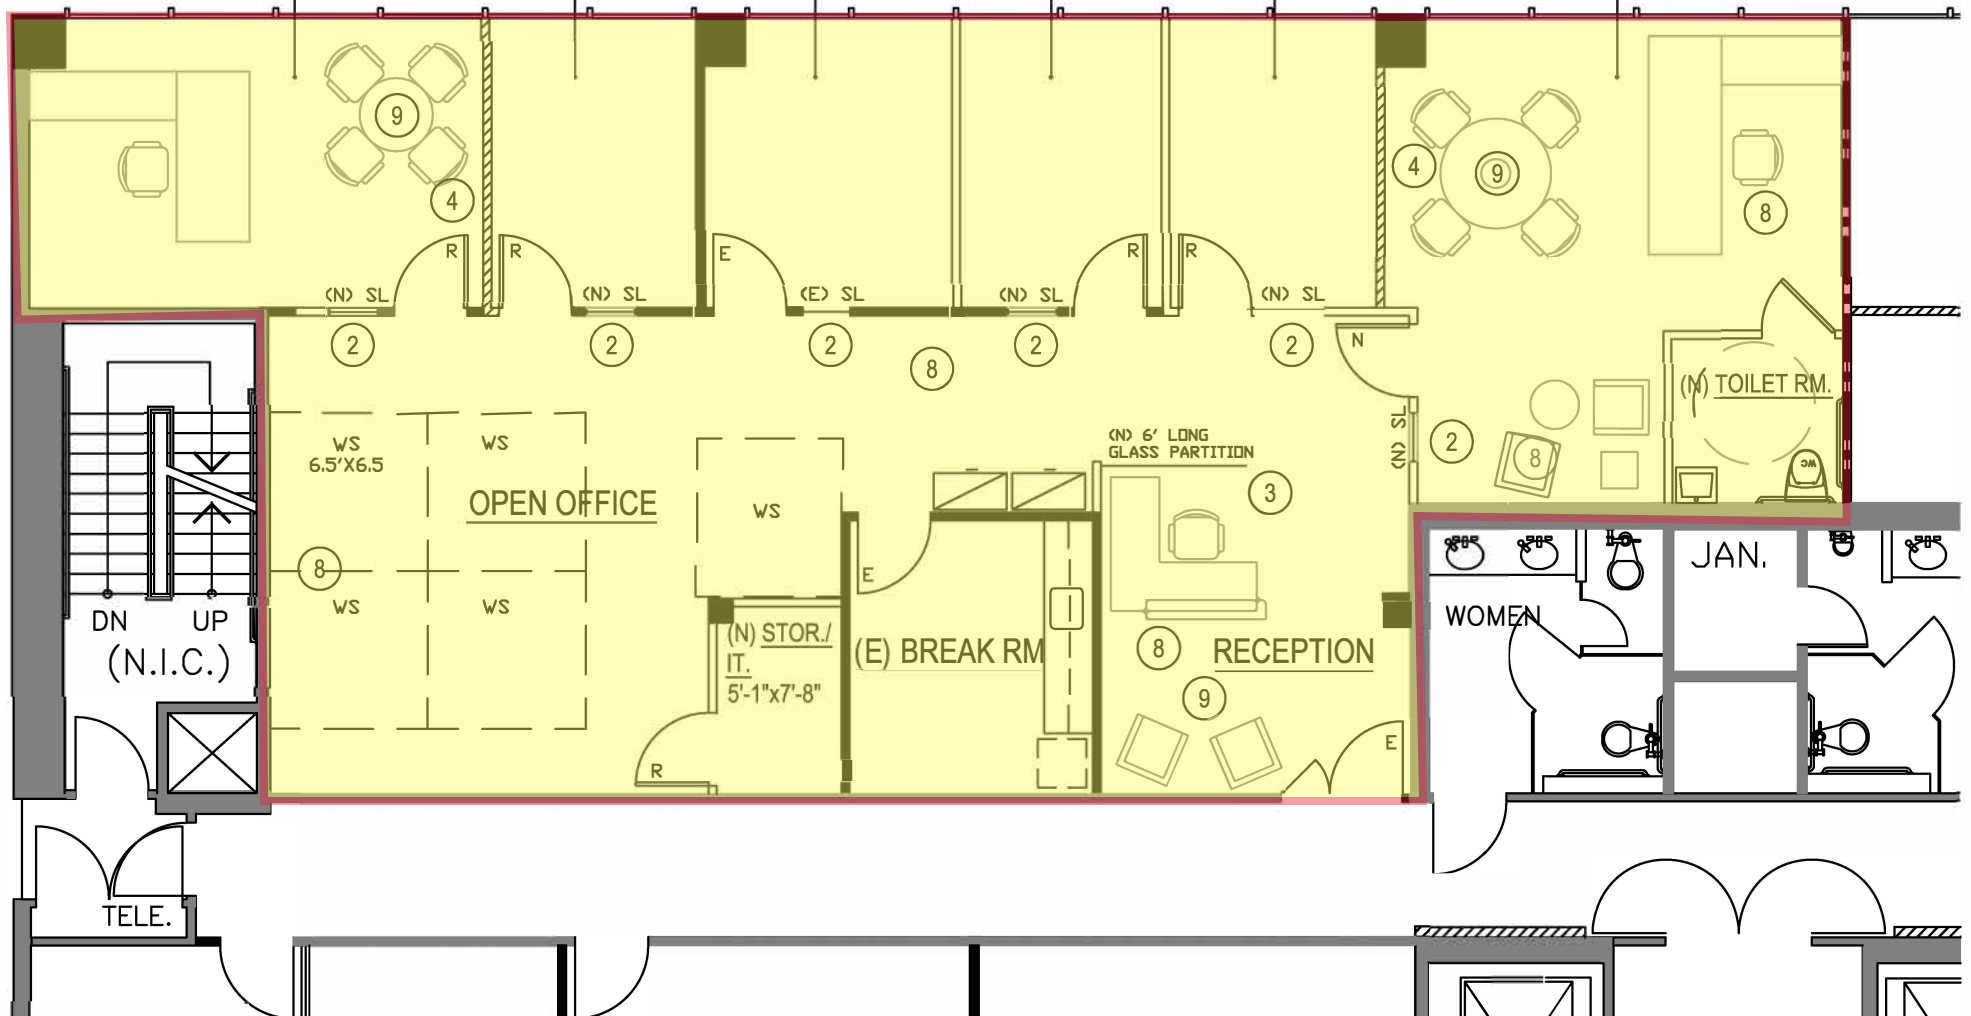 9
9
4
4
8
R
R
E
R
R
(N) SL
(N) SL
(E) SL
(N) SL
(N) SL
2
2
2
2
2
N
8
(N) TOILET RM.
(N) SL
2
WS
6.5'X6.5
WS
(N) 6' LONG
GLASS PARTITION
8
WC
OPEN OFFICE
WS
3
8
E
JAN.
WS
WS
DN
UP
WOMEN
(N) STOR./
IT.
5'-1"x7'-8"
(E) BREAK RM
8
RECEPTION
(N.I.C.)
9
E
R
TELE.